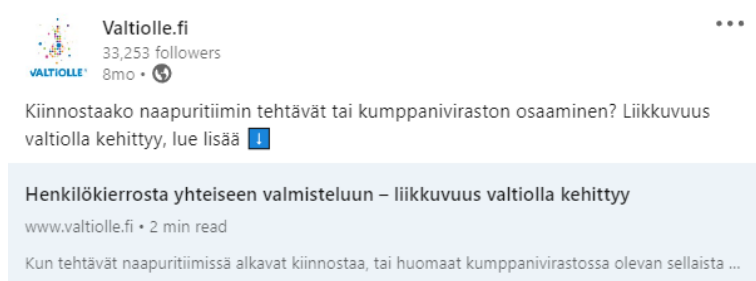 Valtiolle.fi
33,253 followers
VALTIOLLE
8mo •
Kiinnostaako naapuritiimin tehtävät tai kumppaniviraston osaaminen? Liikkuvuus
valtiolla kehittyy, lue lisää ⬇
Henkilökierrosta yhteiseen valmisteluun – liikkuvuus valtiolla kehittyy
www.valtiolle.fi • 2 min read
Kun tehtävät naapuritiimissä alkavat kiinnostaa, tai huomaat kumppanivirastossa olevan sellaista ...